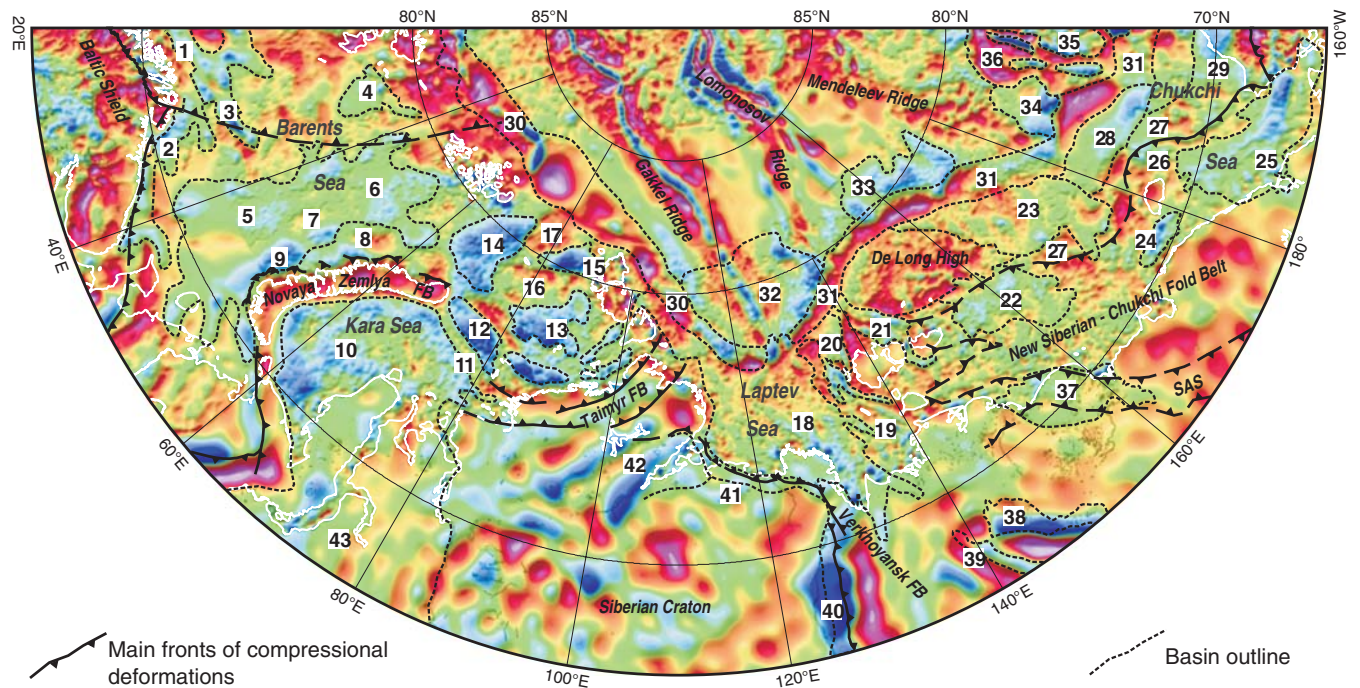 20°E
80°N
85°N
85°N
80°N
70°N
160°W
1
35
36
31
29
Baltic Shield
4
Lomonosov
Mendeleev Ridge
Chukchi
3
34
Barents
30
28
27
2
26
Sea
25
Ridge
Sea
6
33
31
Gakkel Ridge
5
7
23
8
14
17
24
27
9
De Long High
40°E
180°
15
Novaya
Zemlya
FB
16
30
32
31
22
New Siberian - Chukchi Fold Belt
Kara Sea
12
13
21
10
20
11
Laptev
37
SAS
Taimyr FB
18
19
Sea
60°E
160°E
42
41
38
43
Verkhoyansk FB
39
80°E
Siberian Craton
40
140°E
100°E
120°E
Main fronts of compressional
deformations
Basin outline